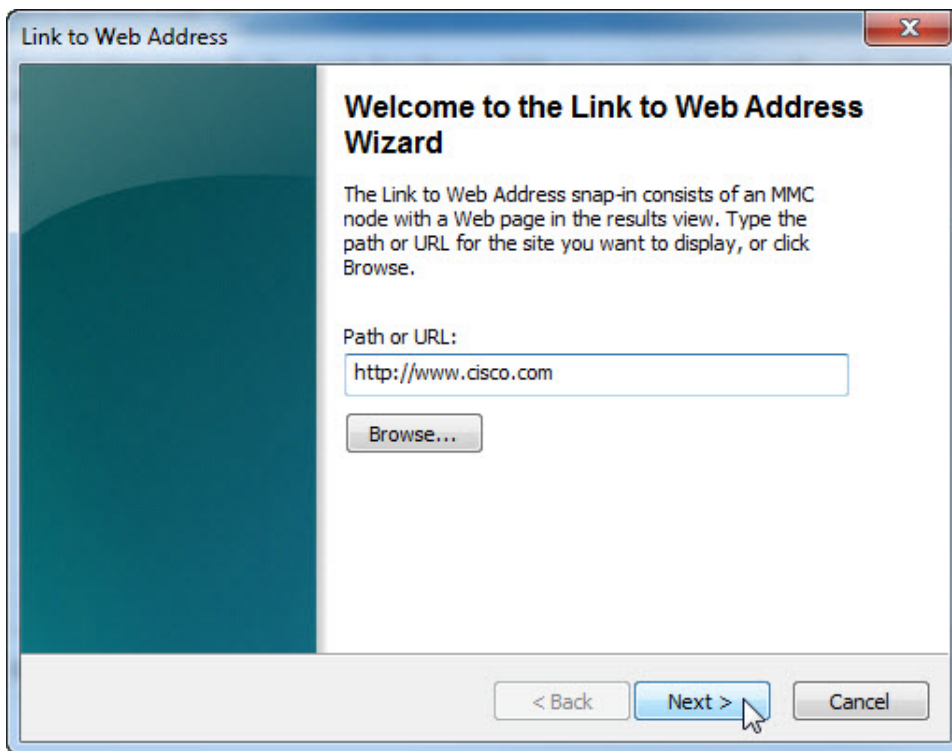 Link to Web Address
Welcome to the Link to Web Address
Wizard
The Link to Web Address snap-in consists of an MMC
node with a Web page in the results view. Type the
path or URL for the site you want to display, or click
Browse.
Path or URL:
http://www.cisco.com
Browse...
< Back
Next >
Cancel